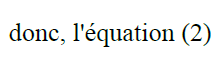 donc, l'équation (2)